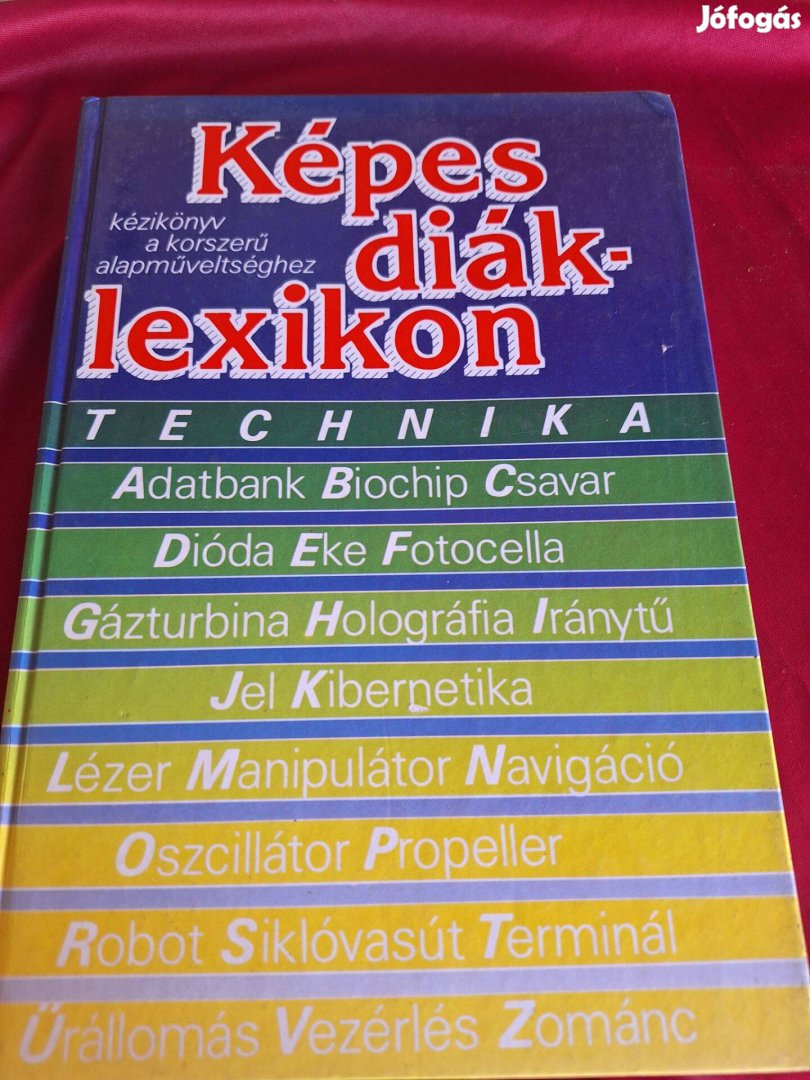 Jófogás
Képes
kézikönyv
a korszerű
alapműveltséghez
diák-
lexikon
TECHNIKA
Adatbank Biochip Csavar
Dióda Eke Fotocella
Gázturbina Holográfia Iránytű
Jel Kibernetika
Lézer Manipulátor Navigáció
Oszcillátor Propeller
Robot Siklóvasút Terminál
Űrállomás Vezérlés Zománc